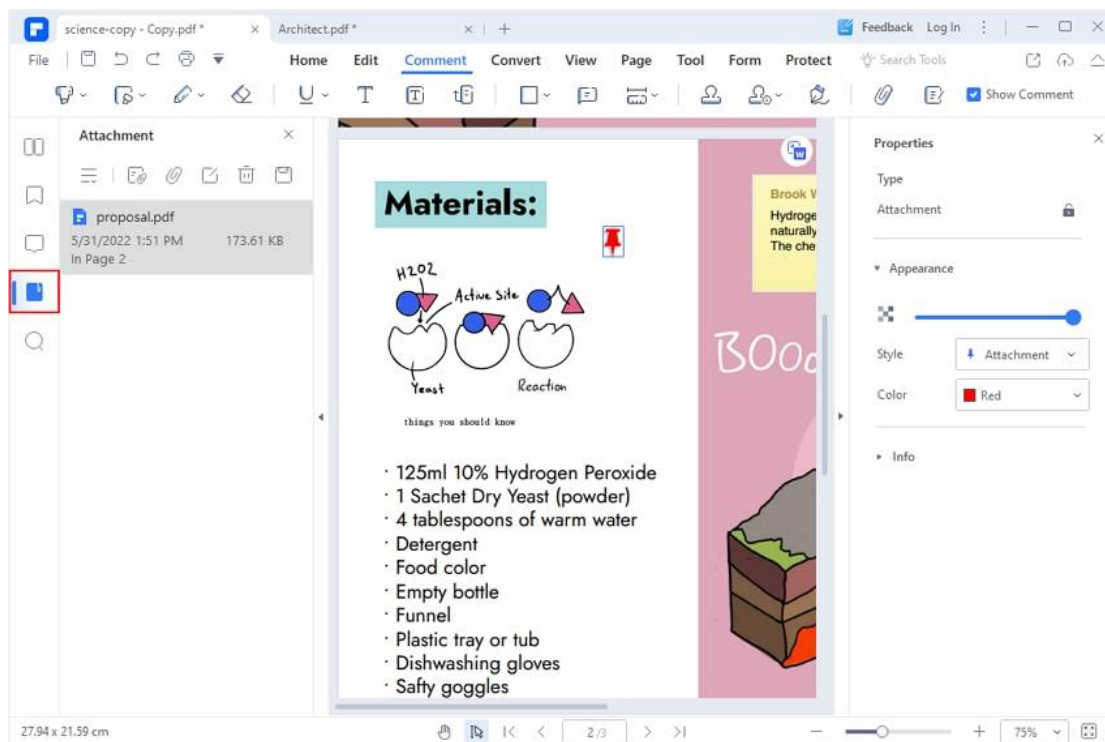 science-copy - Copy.pdf *
Architect.pdf *
Feedback Log In
File
Home Edit Comment Convert View Page Tool Form Protect
Search Tools
Show Comment
Attachment
proposal.pdf
5/31/2022 1:51 PM 173.61 KB
In Page 2
Materials:
H2O2
Active Site
Yeast
Reaction
things you should know
· 125ml 10% Hydrogen Peroxide
· 1 Sachet Dry Yeast (powder)
· 4 tablespoons of warm water
· Detergent
· Food color
· Empty bottle
· Funnel
· Plastic tray or tub
· Dishwashing gloves
· Safty goggles
Brook W
Hydroge
naturally
The che
BOoo
Properties
Type
Attachment
Appearance
Style Attachment
Color Red
Info
27.94 x 21.59 cm
2 /3
75%